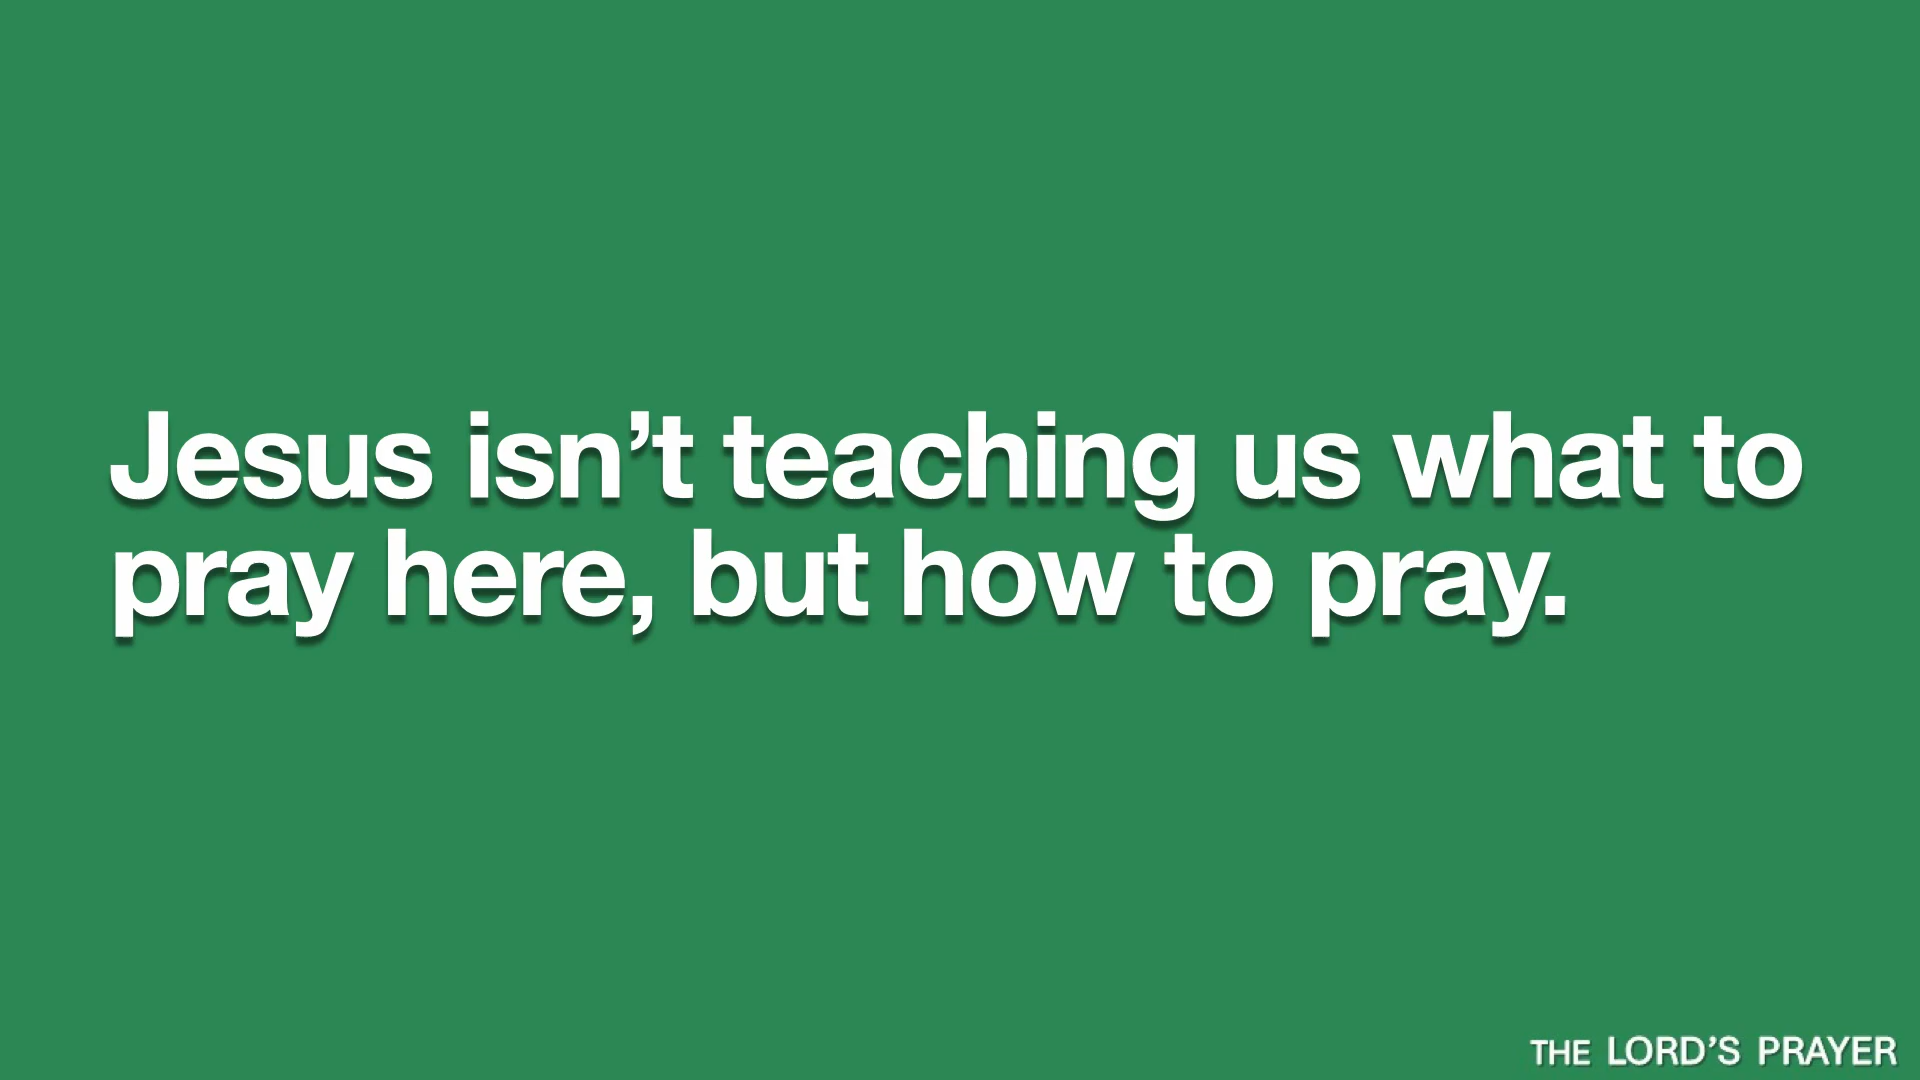 Jesus isn’t teaching us what to
pray here, but how to pray.
THE LORD’S PRAYER